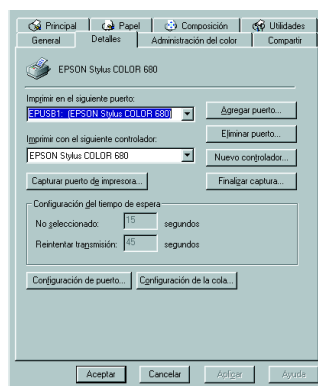 Principal Papel Composición Utilidades
General Detalles Administración del color Compartir
EPSON Stylus COLOR 680
Imprimir en el siguiente puerto:
EPUSB1: (EPSON Stylus COLOR 680)
Agregar puerto...
Eliminar puerto...
Imprimir con el siguiente controlador:
EPSON Stylus COLOR 680
Nuevo controlador...
Capturar puerto de impresora...
Finalizar captura...
Configuración del tiempo de espera
No seleccionado: 15 segundos
Reintentar transmisión: 45 segundos
Configuración de puerto... Configuración de la cola...
Aceptar Cancelar Aplicar Ayuda